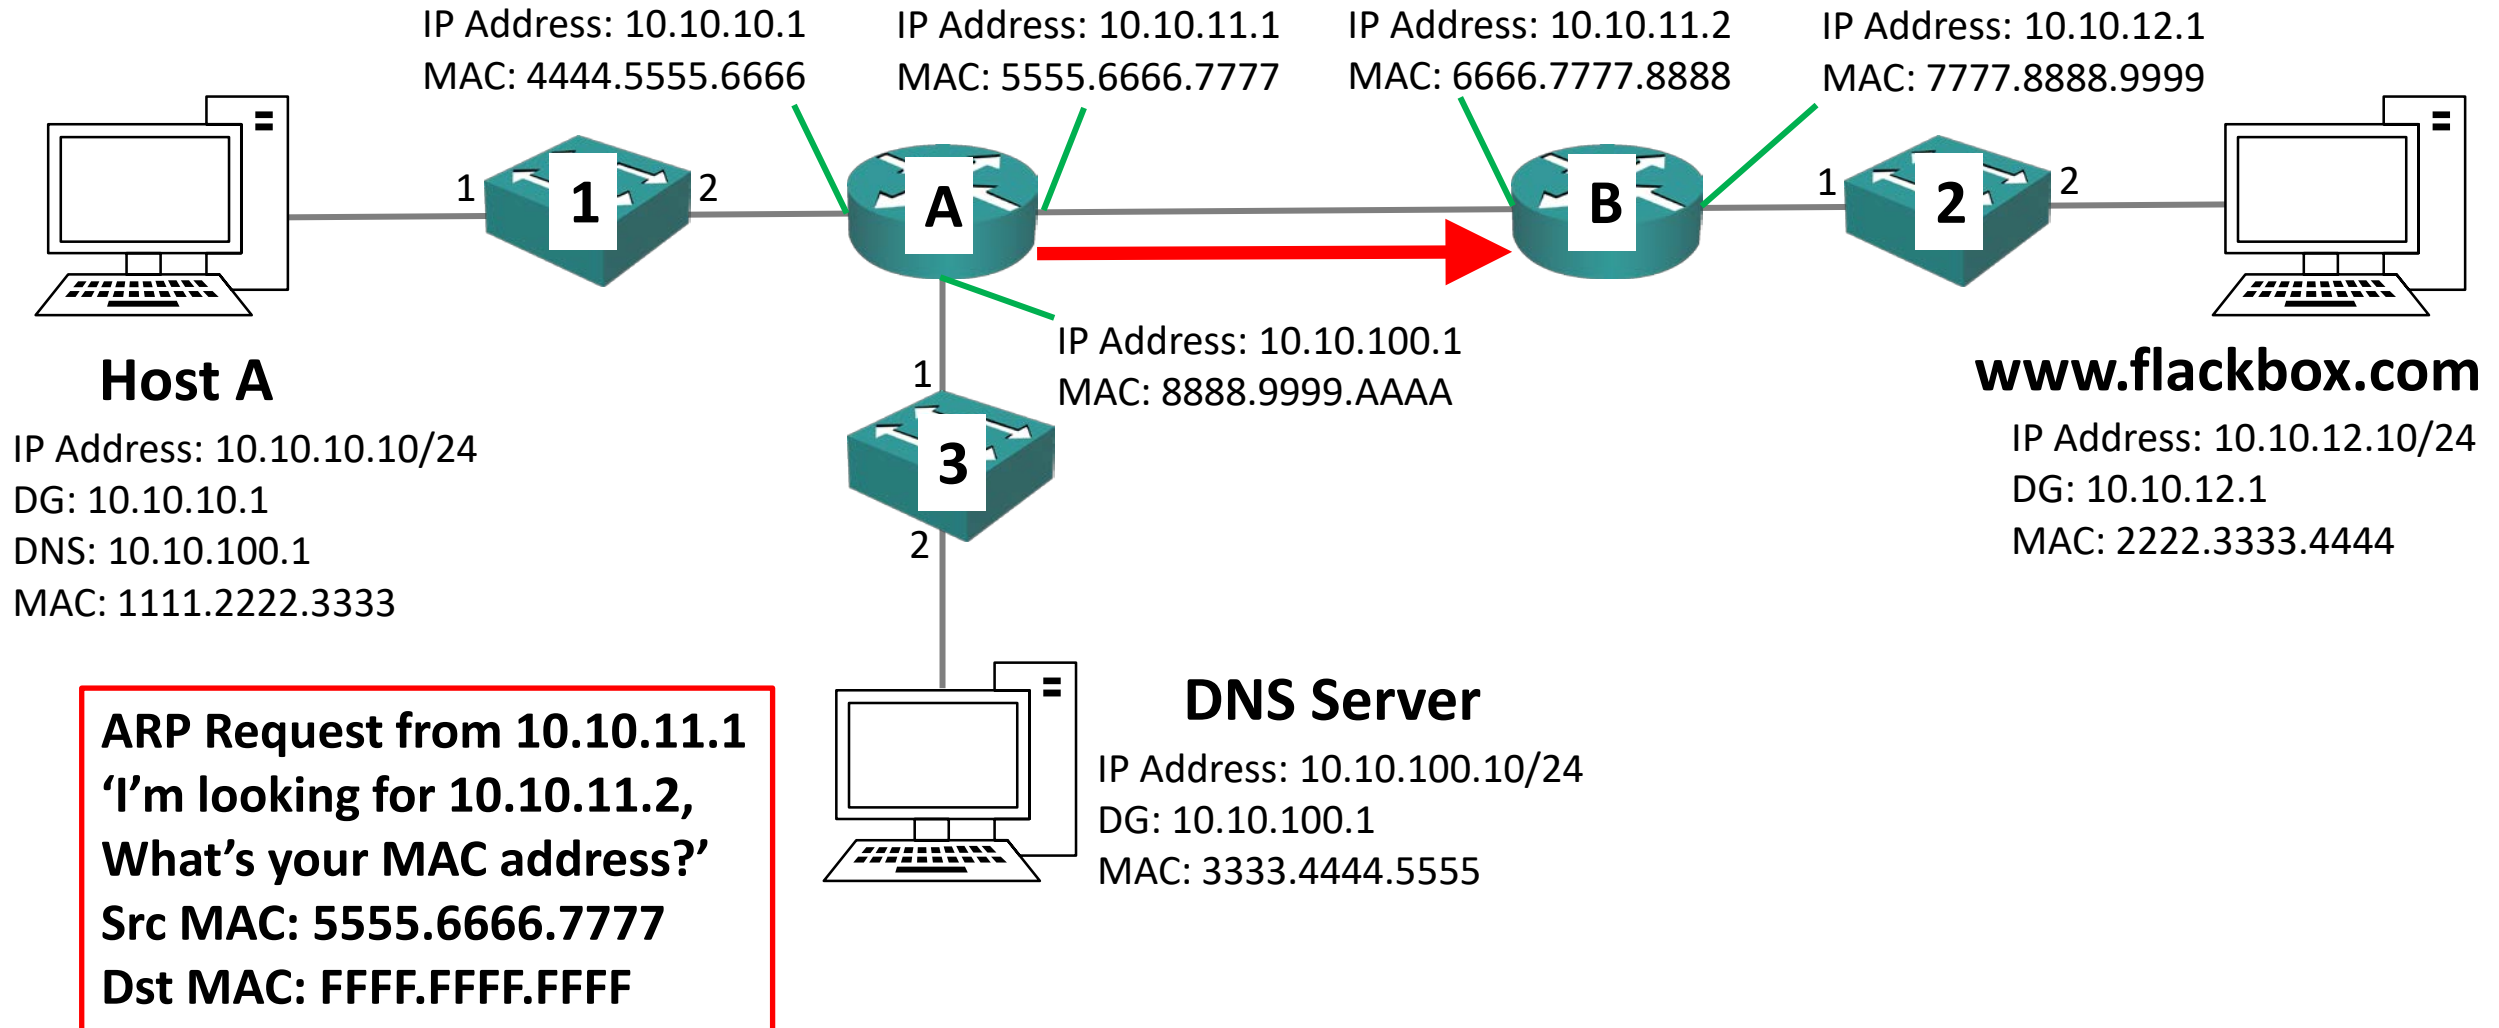 IP Address: 10.10.10.1
MAC: 4444.5555.6666
IP Address: 10.10.11.1
MAC: 5555.6666.7777
IP Address: 10.10.11.2
MAC: 6666.7777.8888
IP Address: 10.10.12.1
MAC: 7777.8888.9999
1
1
2
A
B
1
2
2
IP Address: 10.10.100.1
MAC: 8888.9999.AAAA
1
3
2
Host A
IP Address: 10.10.10.10/24
DG: 10.10.10.1
DNS: 10.10.100.1
MAC: 1111.2222.3333
www.flackbox.com
IP Address: 10.10.12.10/24
DG: 10.10.12.1
MAC: 2222.3333.4444
ARP Request from 10.10.11.1
‘I’m looking for 10.10.11.2,
What’s your MAC address?’
Src MAC: 5555.6666.7777
Dst MAC: FFFF.FFFF.FFFF
DNS Server
IP Address: 10.10.100.10/24
DG: 10.10.100.1
MAC: 3333.4444.5555